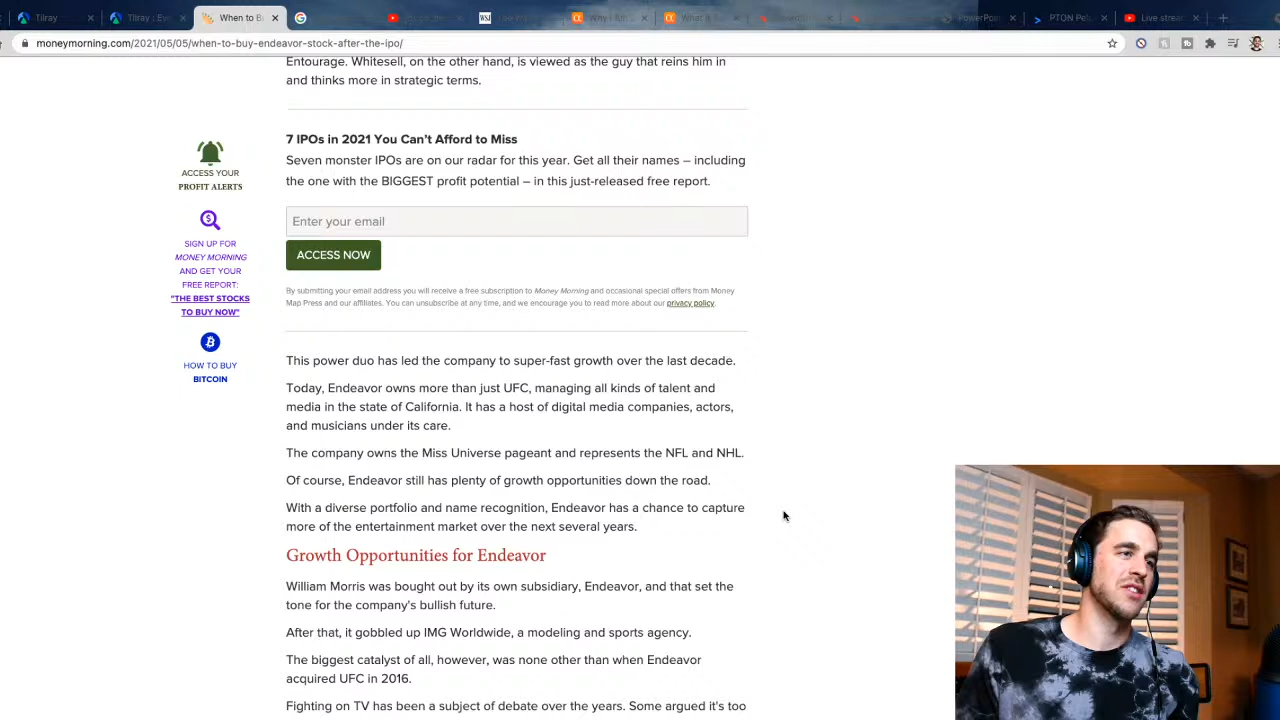 Tilray
Tilray : Eve
When to B
WSJ
Why I
What I
PowerPo
PTON Pel
Live strea
moneymorning.com/2021/05/05/when-to-buy-endeavor-stock-after-the-ipo/
Entourage. Whitesell, on the other hand, is viewed as the guy that reins him in
and thinks more in strategic terms.
7 IPOs in 2021 You Can't Afford to Miss
Seven monster IPOs are on our radar for this year. Get all their names – including
the one with the BIGGEST profit potential – in this just-released free report.
Enter your email
ACCESS NOW
By submitting your email address you will receive a free subscription to Money Morning and occasional special offers from Money
Map Press and our affiliates. You can unsubscribe at any time, and we encourage you to read more about our privacy policy.
ACCESS YOUR
PROFIT ALERTS
SIGN UP FOR
MONEY MORNING
AND GET YOUR
FREE REPORT:
"THE BEST STOCKS
TO BUY NOW"
HOW TO BUY
BITCOIN
This power duo has led the company to super-fast growth over the last decade.
Today, Endeavor owns more than just UFC, managing all kinds of talent and
media in the state of California. It has a host of digital media companies, actors,
and musicians under its care.
The company owns the Miss Universe pageant and represents the NFL and NHL.
Of course, Endeavor still has plenty of growth opportunities down the road.
With a diverse portfolio and name recognition, Endeavor has a chance to capture
more of the entertainment market over the next several years.
Growth Opportunities for Endeavor
William Morris was bought out by its own subsidiary, Endeavor, and that set the
tone for the company's bullish future.
After that, it gobbled up IMG Worldwide, a modeling and sports agency.
The biggest catalyst of all, however, was none other than when Endeavor
acquired UFC in 2016.
Fighting on TV has been a subject of debate over the years. Some argued it's too